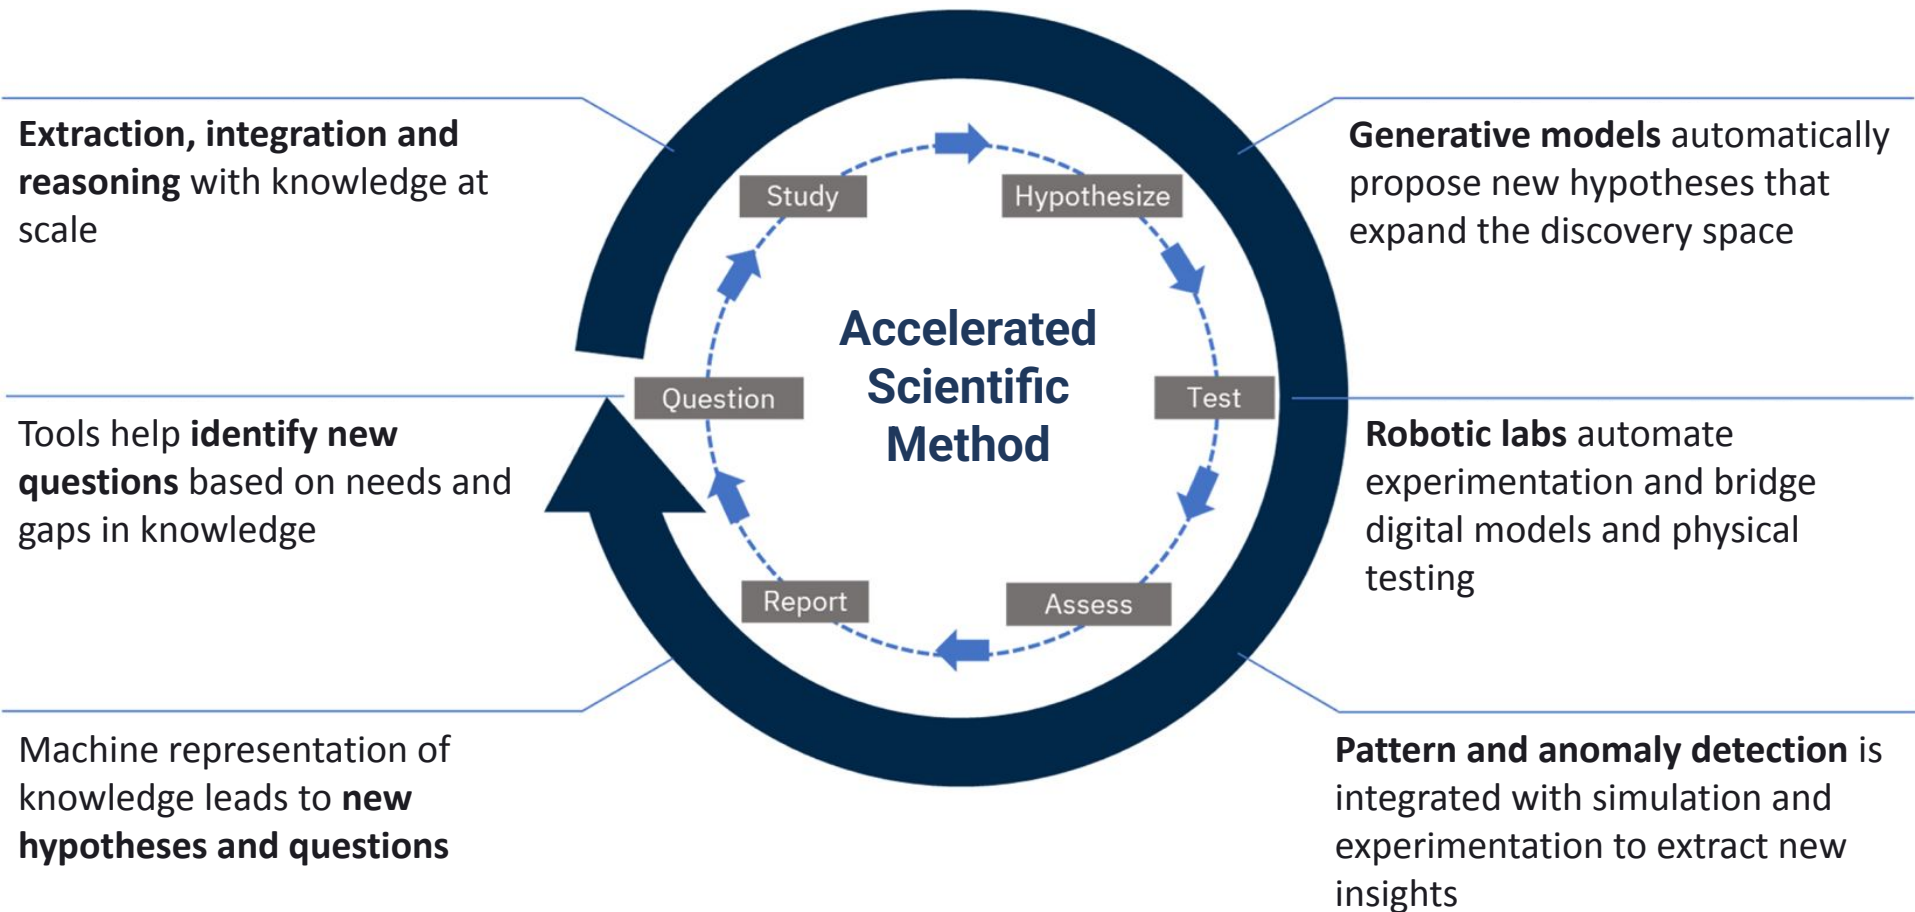 Extraction, integration and
reasoning with knowledge at
scale
Tools help identify new
questions based on needs and
gaps in knowledge
Machine representation of
knowledge leads to new
hypotheses and questions
Study
Hypothesize
Question
Accelerated
Scientific
Method
Test
Report
Assess
Generative models automatically
propose new hypotheses that
expand the discovery space
Robotic labs automate
experimentation and bridge
digital models and physical
testing
Pattern and anomaly detection is
integrated with simulation and
experimentation to extract new
insights